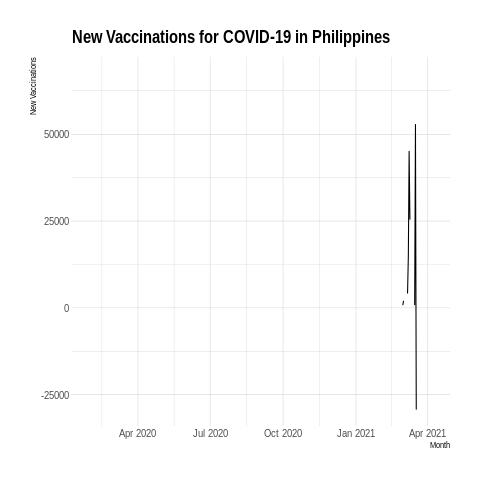 New Vaccinations for COVID-19 in Philippines
New Vaccinations
50000
25000
0
-25000
Apr 2020 Jul 2020 Oct 2020 Jan 2021 Apr 2021
Month